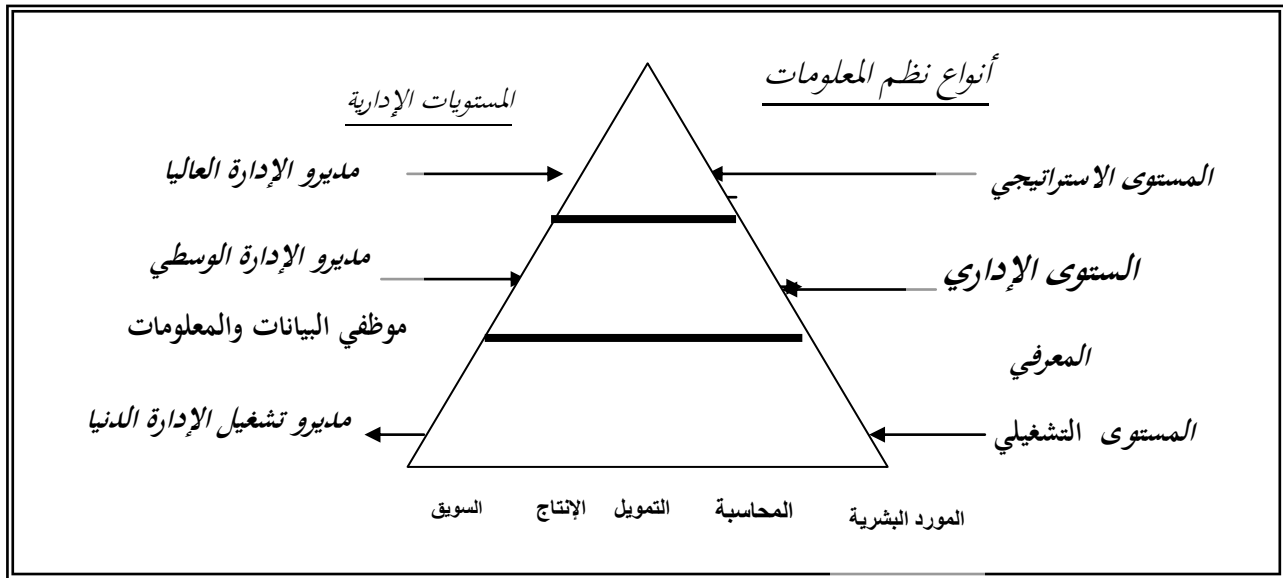 أنواع نظم المعلومات
المستويات الإدارية
المستوى الاستراتيجي
مديرو الإدارة العاليا
الستوى الإداري
مديرو الإدارة الوسطي
موظفي البيانات والمعلومات
المعرفي
المستوى التشغيلي
مديرو تشغيل الإدارة الدنيا
المورد البشرية
المحاسبة
التمويل
الإنتاج
السويق